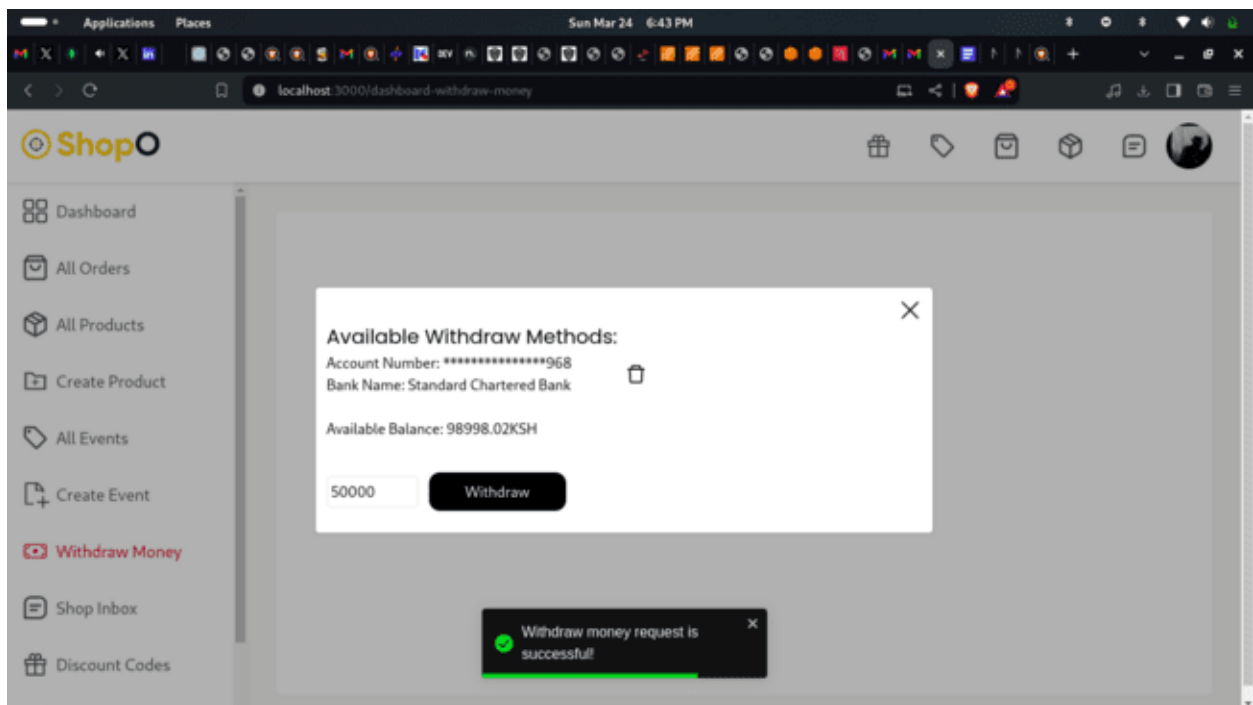 Applications Places Sun Mar 24 6:43 PM
localhost:3000/dashboard-withdraw-money
ShopO
Dashboard
All Orders
All Products
Create Product
All Events
Create Event
Withdraw Money
Shop Inbox
Discount Codes
Available Withdraw Methods:
Account Number: ***************968
Bank Name: Standard Chartered Bank
Available Balance: 98998.02KSH
50000 Withdraw
Withdraw money request is
successful!